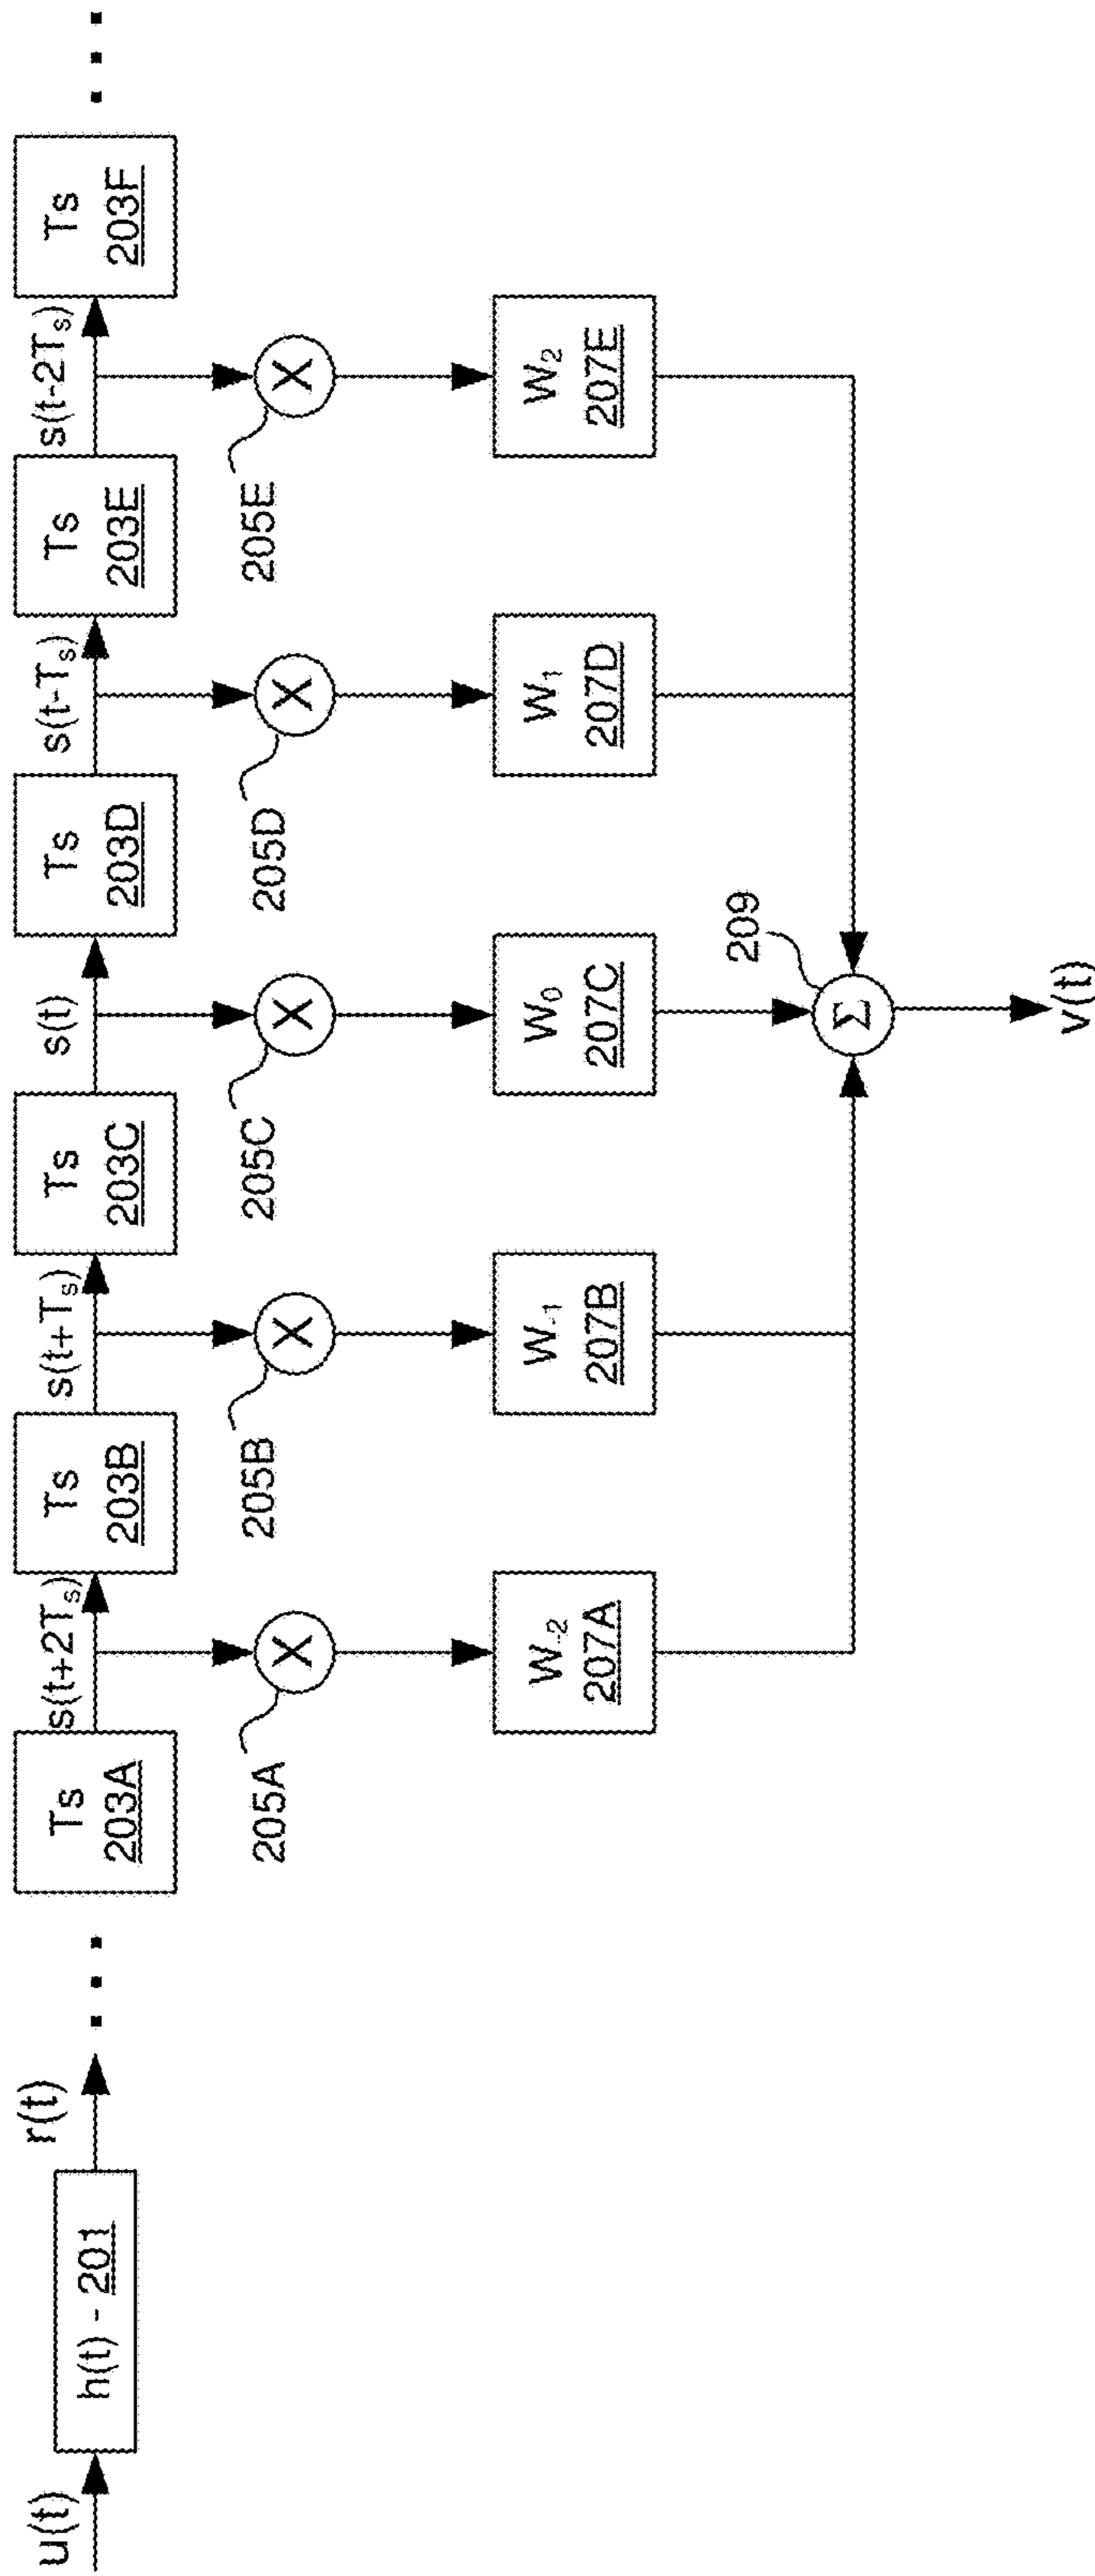 u(t)
h(t) - 201
r(t)
Ts
203A
s(t+2Ts)
Ts
203B
s(t+Ts)
Ts
203C
s(t)
Ts
203D
s(t-Ts)
Ts
203E
s(t-2Ts)
Ts
203F
X
X
X
X
X
205A
205B
205C
205D
205E
W-2
207A
W-1
207B
W0
207C
W1
207D
W2
207E
209
Σ
v(t)